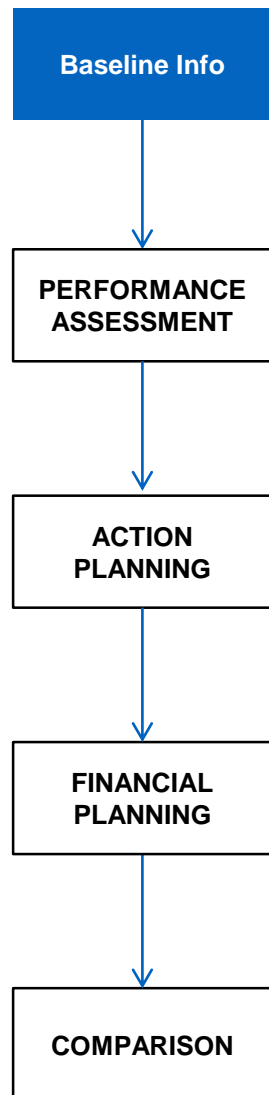 Baseline Info
PERFORMANCE
ASSESSMENT
ACTION
PLANNING
FINANCIAL
PLANNING
COMPARISON